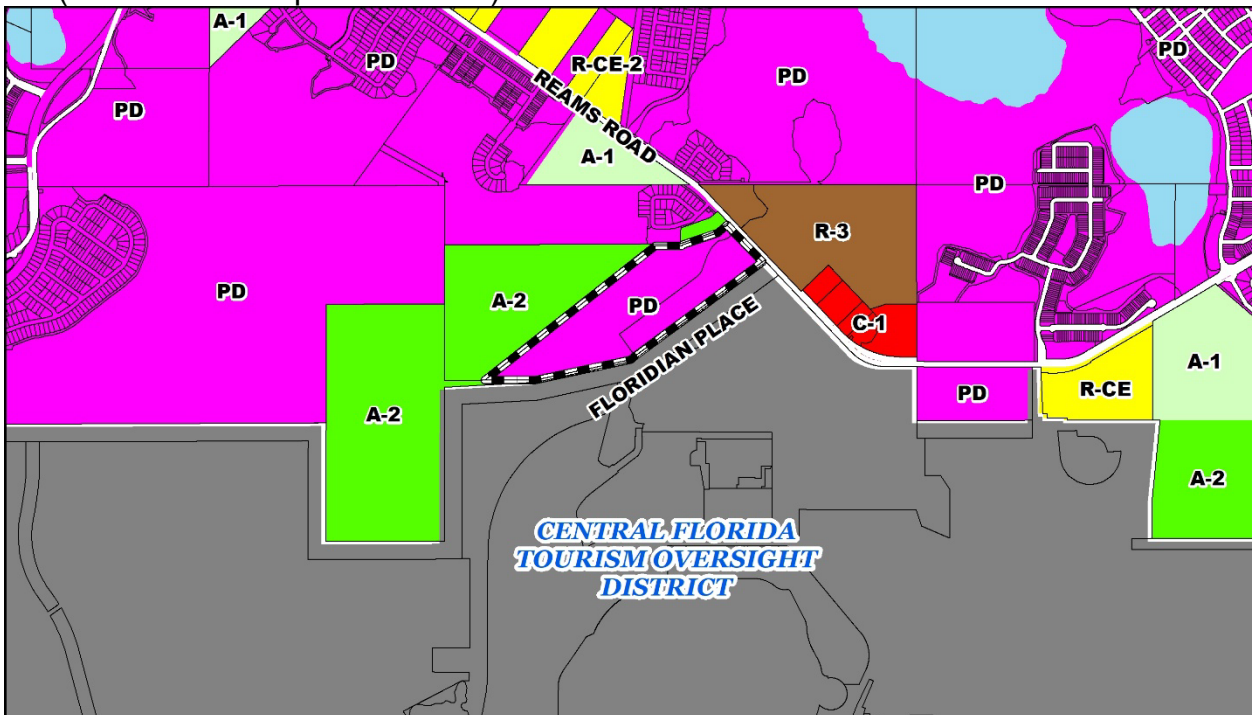 A-1
PD
PD
R-CE-2
PD
PD
REAMS ROAD
A-1
PD
R-3
PD
A-2
PD
C-1
FLORIDIAN PLACE
A-2
PD
R-CE
A-1
A-2
CENTRAL FLORIDA
TOURISM OVERSIGHT
DISTRICT